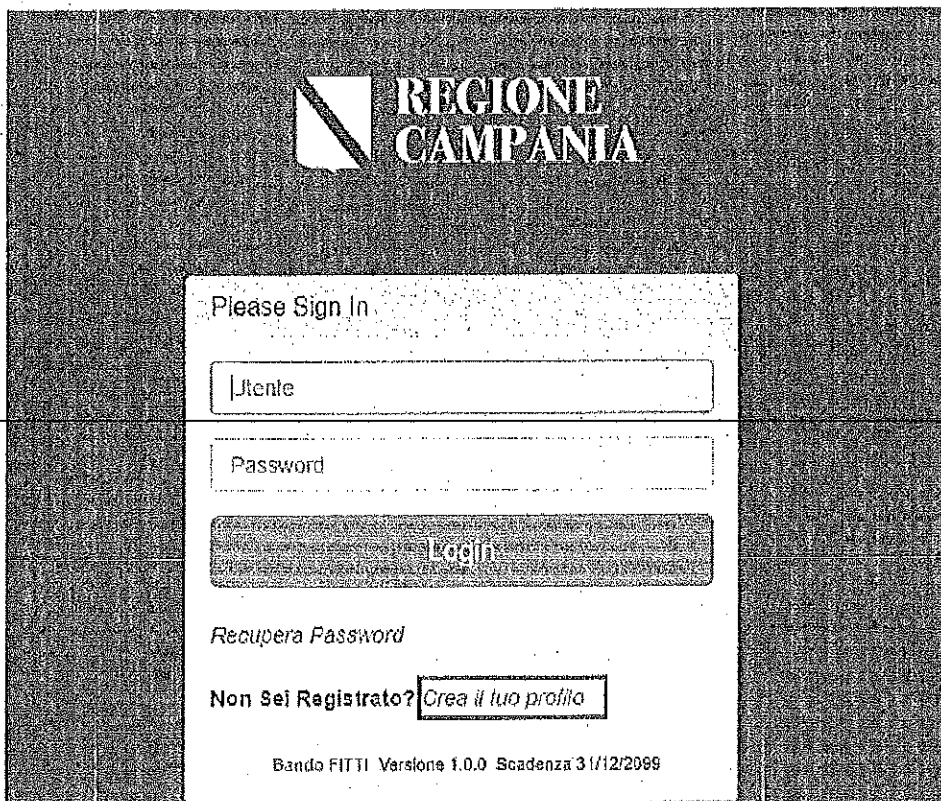 REGIONE
CAMPANIA
Please Sign In
Utente
Password
Login
Recupera Password
Non Sei Registrato? Crea il tuo profilo
Bando FITTI Versione 1.0.0 Scadenza 31/12/2099